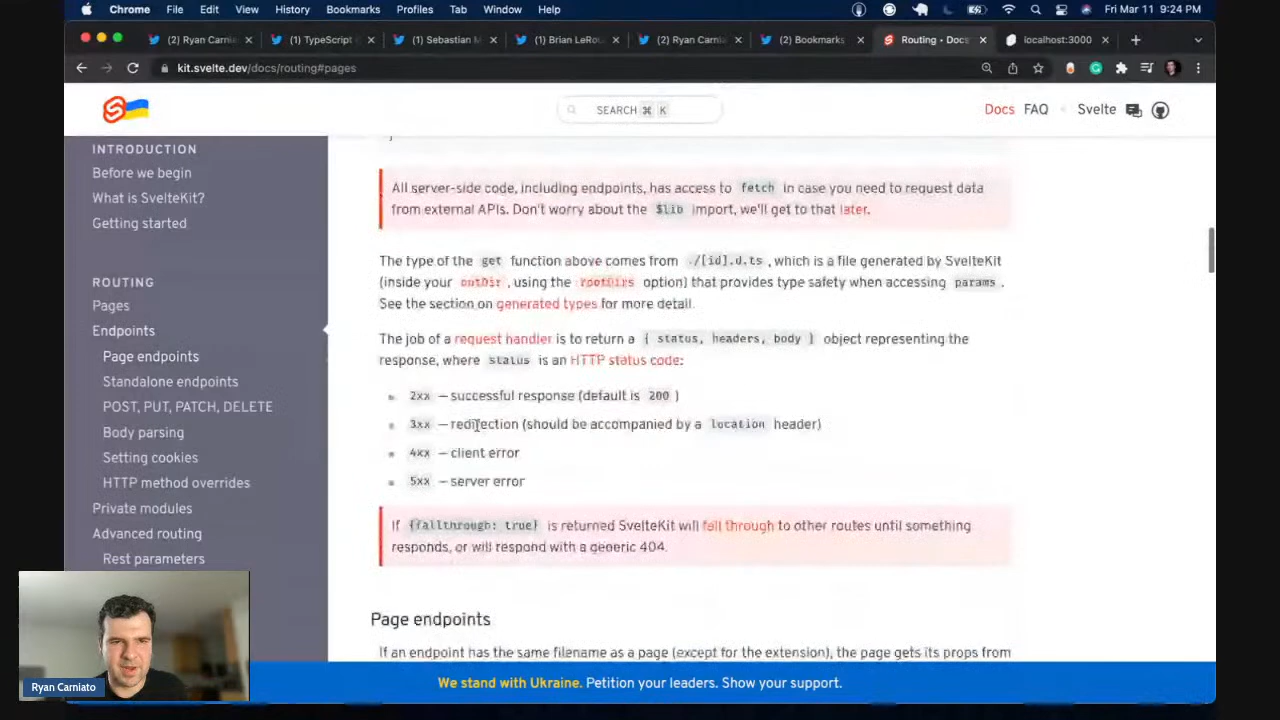 Chrome File Edit View History Bookmarks Profiles Tab Window Help Fri Mar 11 9:24 PM
(2) Ryan Carnia (1) TypeScript (1) Sebastian M (1) Brian LeRou (2) Ryan Carnia (2) Bookmarks Routing • Docs localhost:3000
kit.svelte.dev/docs/routing#pages
SEARCH ⌘ K
Docs FAQ Svelte
INTRODUCTION
Before we begin
What is SvelteKit?
Getting started
ROUTING
Pages
Endpoints
Page endpoints
Standalone endpoints
POST, PUT, PATCH, DELETE
Body parsing
Setting cookies
HTTP method overrides
Private modules
Advanced routing
Rest parameters
All server-side code, including endpoints, has access to fetch in case you need to request data
from external APIs. Don't worry about the $lib import, we'll get to that later.
The type of the get function above comes from ./[id].d.ts , which is a file generated by SvelteKit
(inside your outDir , using the rootDirs option) that provides type safety when accessing params .
See the section on generated types for more detail.
The job of a request handler is to return a { status, headers, body } object representing the
response, where status is an HTTP status code:
2xx — successful response (default is 200 )
3xx — redirection (should be accompanied by a location header)
4xx — client error
5xx — server error
If {fallthrough: true} is returned SvelteKit will fall through to other routes until something
responds, or will respond with a generic 404.
Page endpoints
If an endpoint has the same filename as a page (except for the extension), the page gets its props from
We stand with Ukraine. Petition your leaders. Show your support.
Ryan Carniato